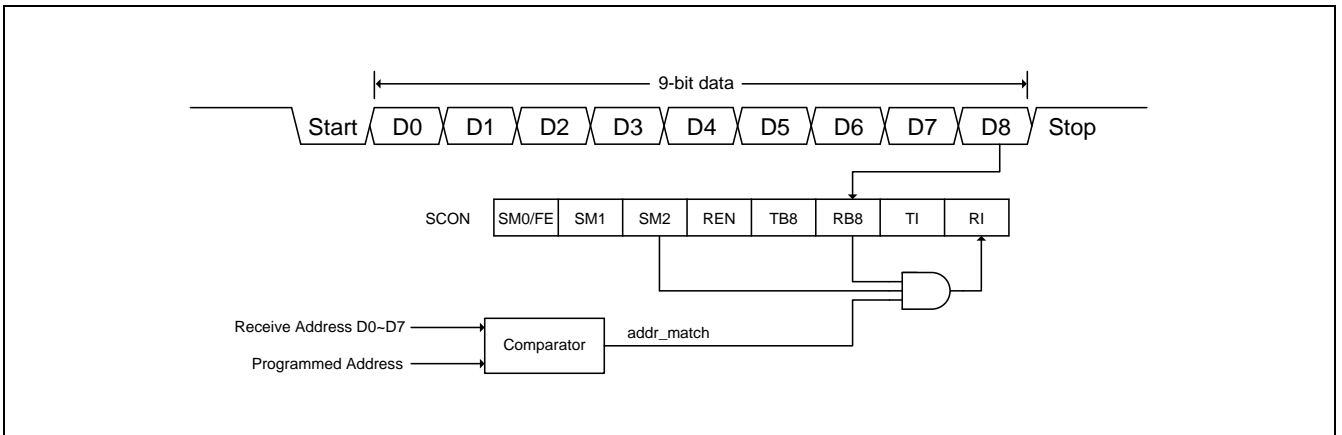 9-bit data
Start D0 D1 D2 D3 D4 D5 D6 D7 D8 Stop
SCON SM0/FE SM1 SM2 REN TB8 RB8 TI RI
Receive Address D0~D7
Comparator
addr_match
Programmed Address